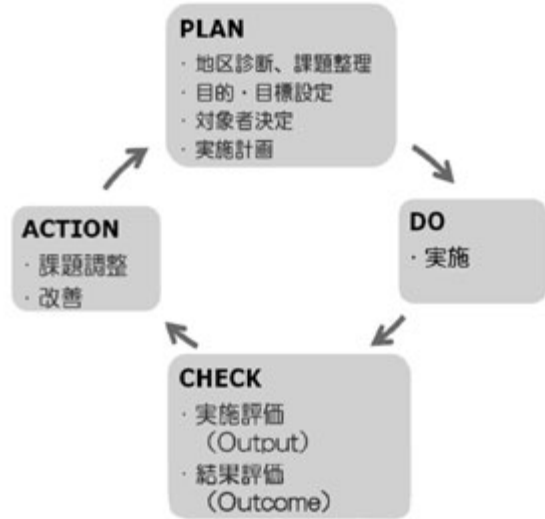 PLAN
· 地区診断、課題整理
· 目的・目標設定
· 対象者決定
· 実施計画
DO
· 実施
CHECK
· 実施評価
（Output）
· 結果評価
（Outcome）
ACTION
· 課題調整
· 改善